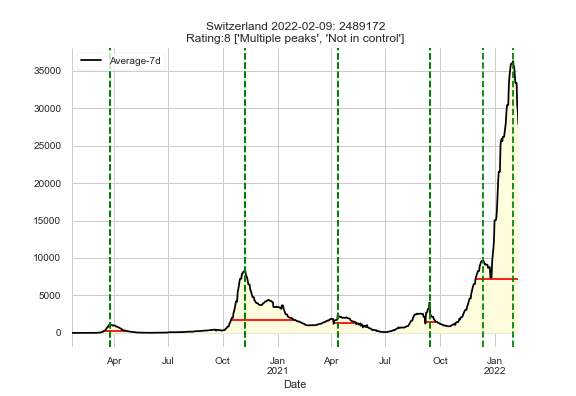 Switzerland 2022-02-09: 2489172
Rating:8 ['Multiple peaks', 'Not in control']
Average-7d
35000
30000
25000
20000
15000
10000
5000
0
Apr Jul Oct Jan Apr Jul Oct Jan
2021 2022
Date